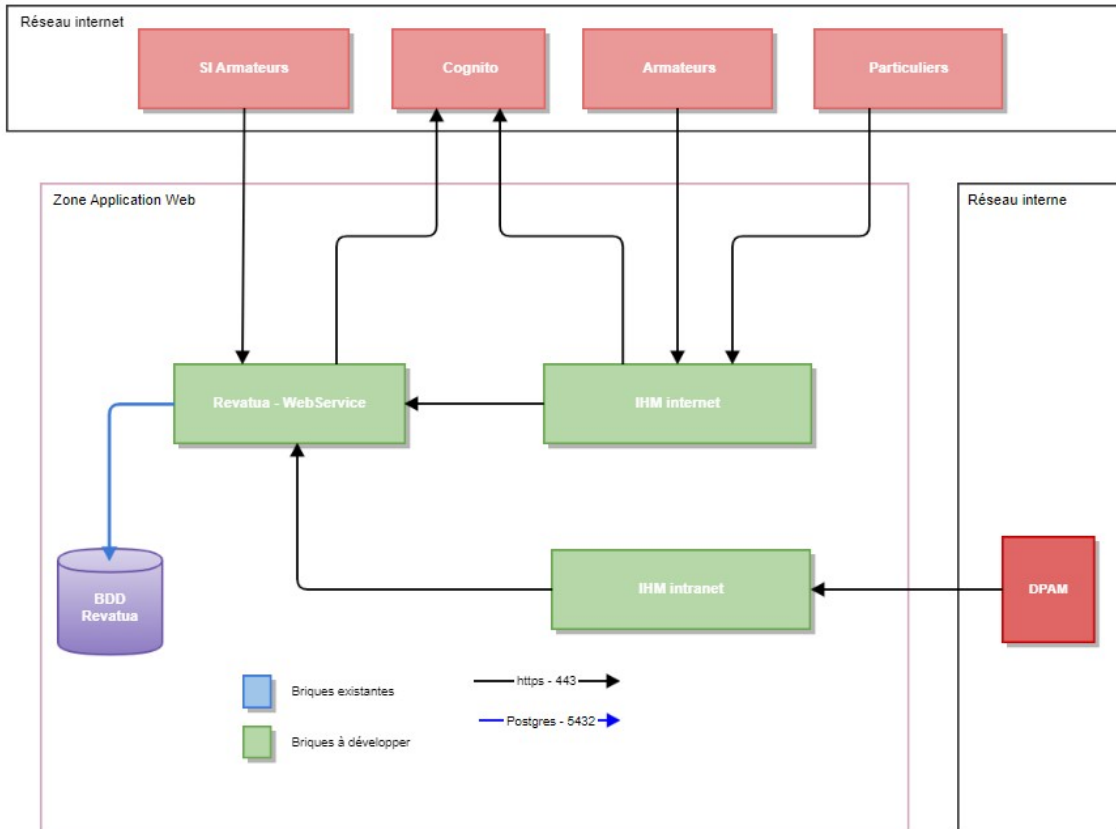 Réseau internet
SI Armateurs
Cognito
Armateurs
Particuliers
Zone Application Web
Réseau interne
Revatua - WebService
IHM internet
BDD
Revatua
IHM intranet
DPAM
Briques existantes
https - 443
Briques à développer
Postgres - 5432